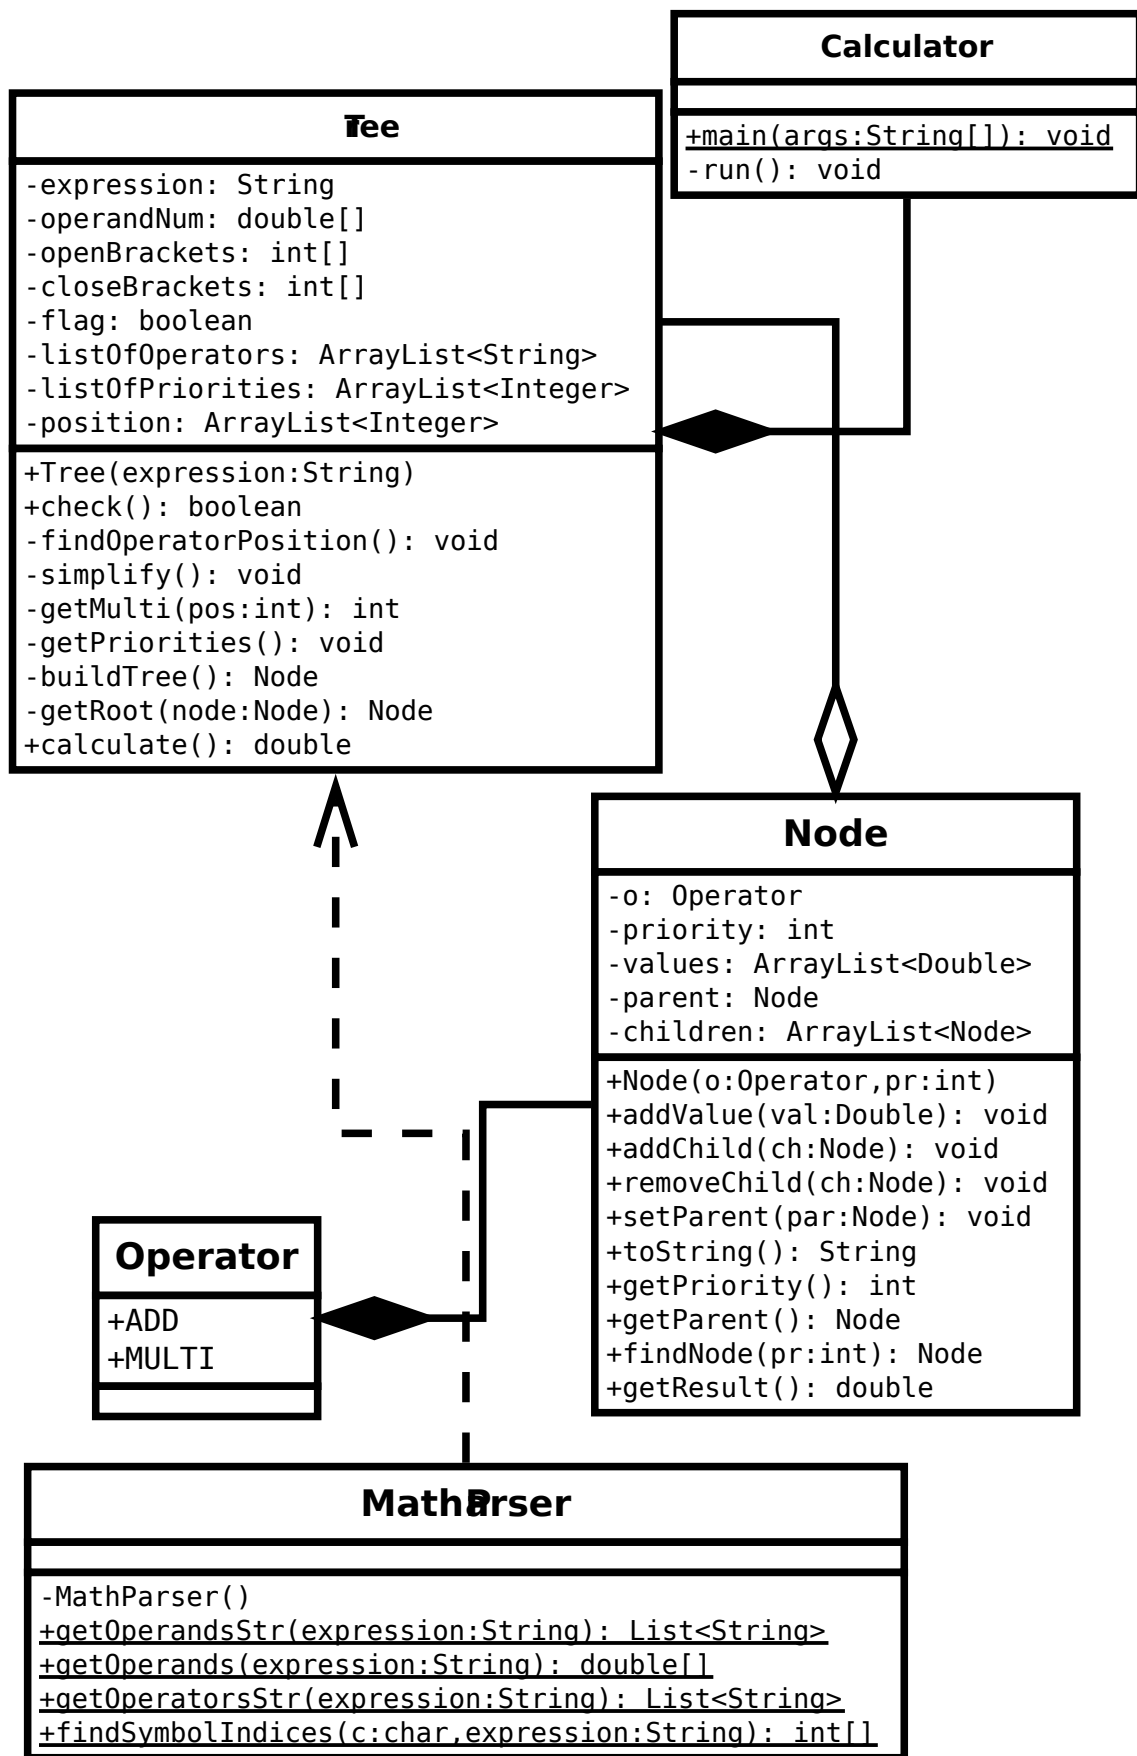 Calculator
+main(args:String[]): void
-run(): void
Tree
-expression: String
-operandNum: double[]
-openBrackets: int[]
-closeBrackets: int[]
-flag: boolean
-listOfOperators: ArrayList<String>
-listOfPriorities: ArrayList<Integer>
-position: ArrayList<Integer>
+Tree(expression:String)
+check(): boolean
-findOperatorPosition(): void
-simplify(): void
-getMulti(pos:int): int
-getPriorities(): void
-buildTree(): Node
-getRoot(node:Node): Node
+calculate(): double
Node
-o: Operator
-priority: int
-values: ArrayList<Double>
-parent: Node
-children: ArrayList<Node>
+Node(o:Operator,pr:int)
+addValue(val:Double): void
+addChild(ch:Node): void
+removeChild(ch:Node): void
+setParent(par:Node): void
+toString(): String
+getPriority(): int
+getParent(): Node
+findNode(pr:int): Node
+getResult(): double
Operator
+ADD
+MULTI
MathParser
-MathParser()
+getOperandsStr(expression:String): List<String>
+getOperands(expression:String): double[]
+getOperatorsStr(expression:String): List<String>
+findSymbolIndices(c:char,expression:String): int[]